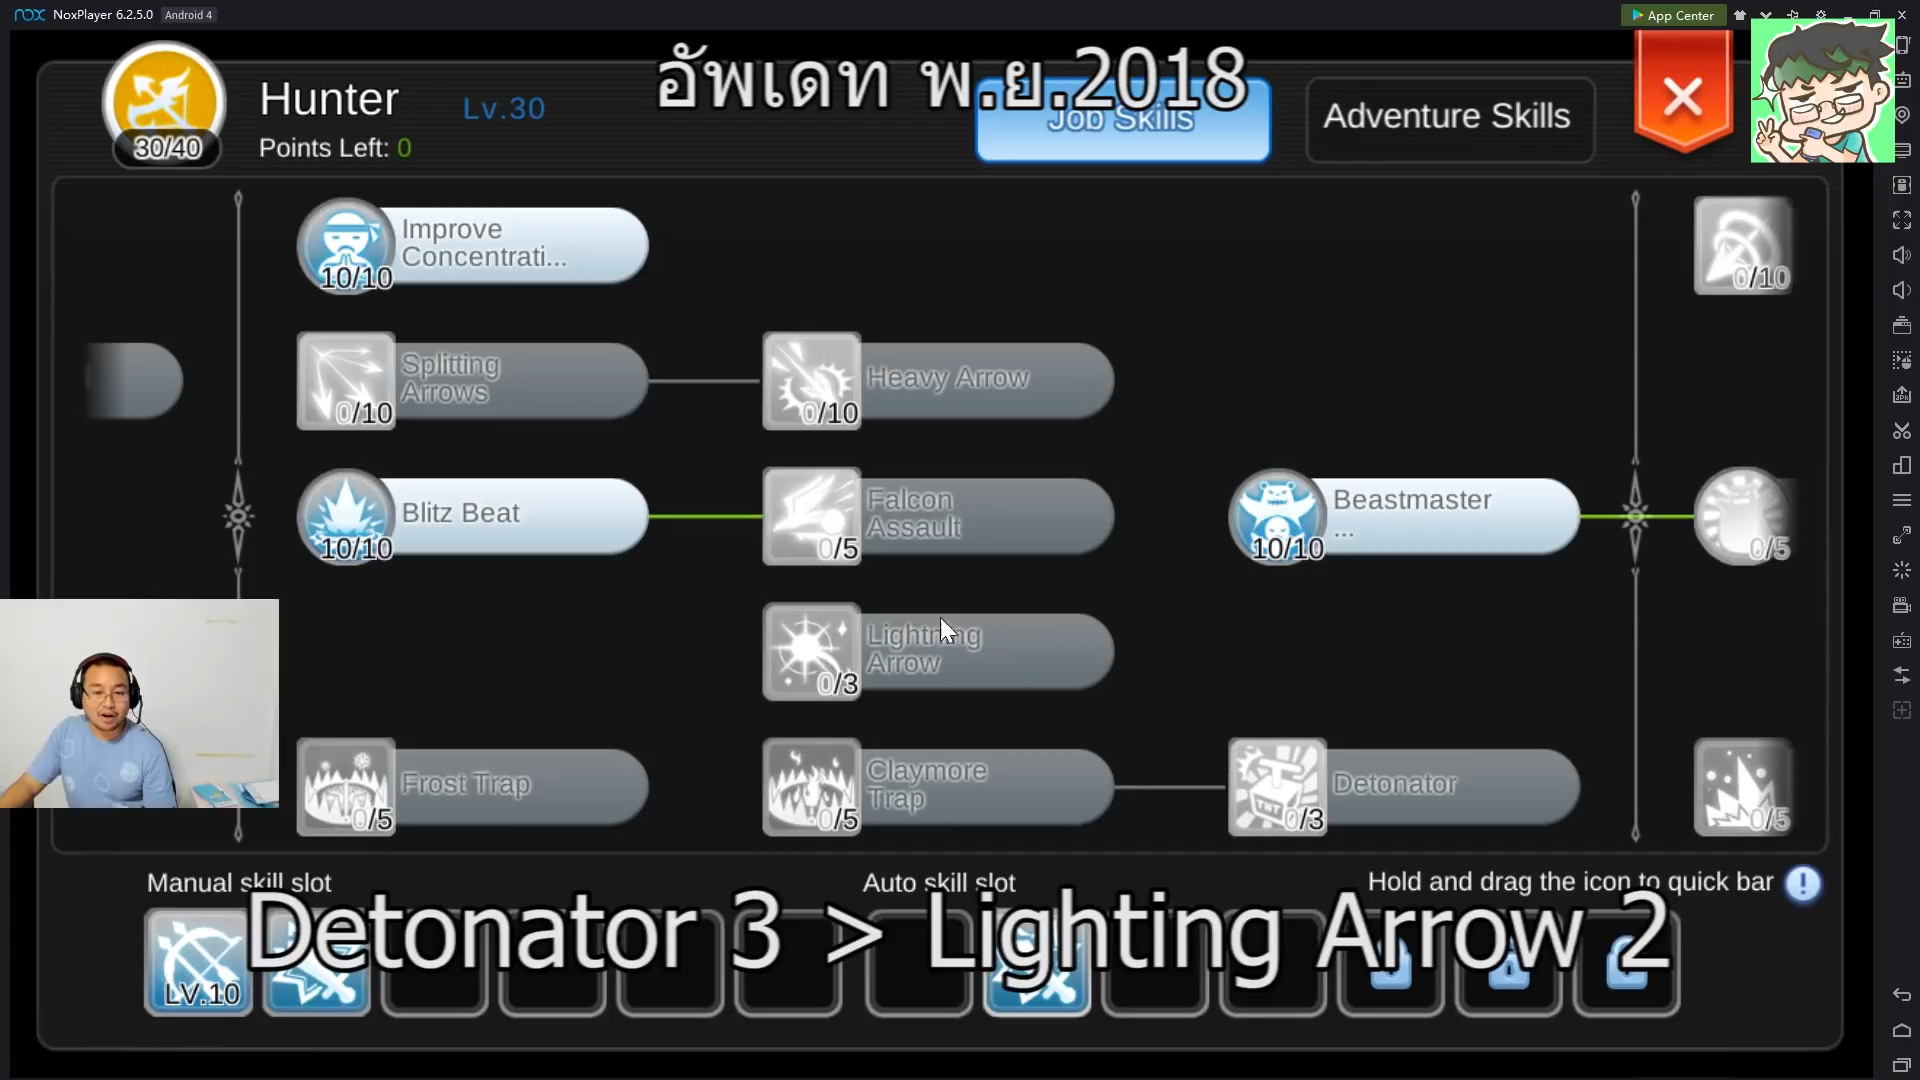 nox NoxPlayer 6.2.5.0 Android 4
App Center
อัพเดท พ.ย.2018
Hunter Lv.30
30/40
Points Left: 0
Job Skills
Adventure Skills
Improve
Concentrati...
10/10
0/10
Splitting
Arrows
0/10
Heavy Arrow
0/10
Blitz Beat
10/10
Falcon
Assault
0/5
Beastmaster
...
10/10
0/5
Lightning
Arrow
0/3
Frost Trap
0/5
Claymore
Trap
0/5
Detonator
TNT
0/3
0/5
Manual skill slot
Auto skill slot
Hold and drag the icon to quick bar
Detonator 3 > Lighting Arrow 2
LV.10